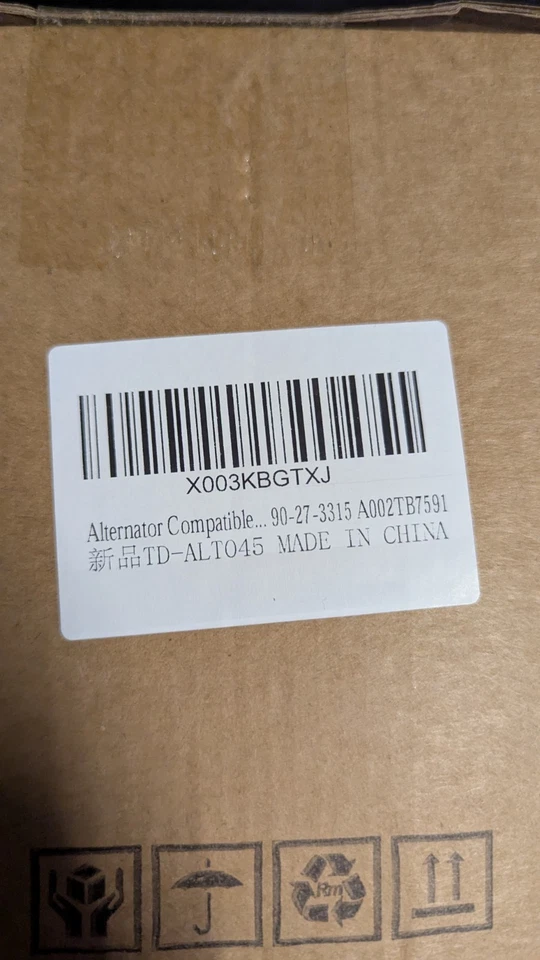 X003KBGTXJ
Alternator Compatible... 90-27-3315 A002TB7591
新品TD-ALT045 MADE IN CHINA